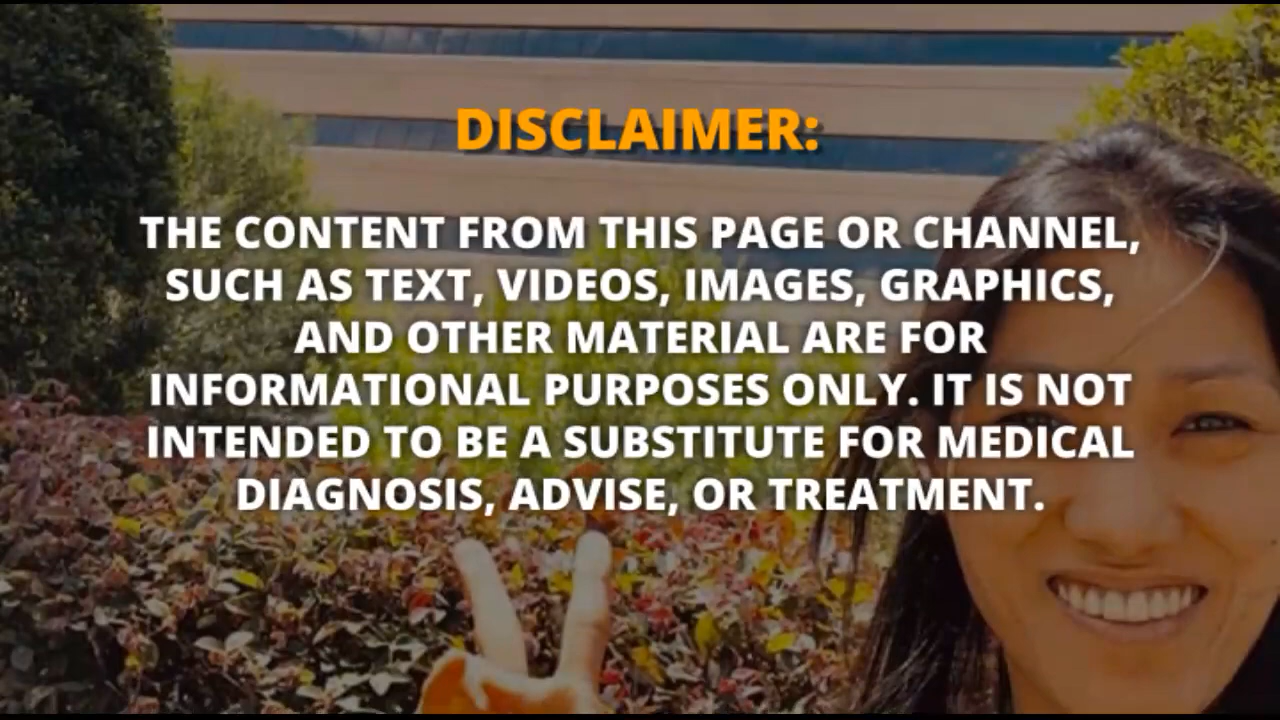 DISCLAIMER:
THE CONTENT FROM THIS PAGE OR CHANNEL,
SUCH AS TEXT, VIDEOS, IMAGES, GRAPHICS,
AND OTHER MATERIAL ARE FOR
INFORMATIONAL PURPOSES ONLY. IT IS NOT
INTENDED TO BE A SUBSTITUTE FOR MEDICAL
DIAGNOSIS, ADVISE, OR TREATMENT.